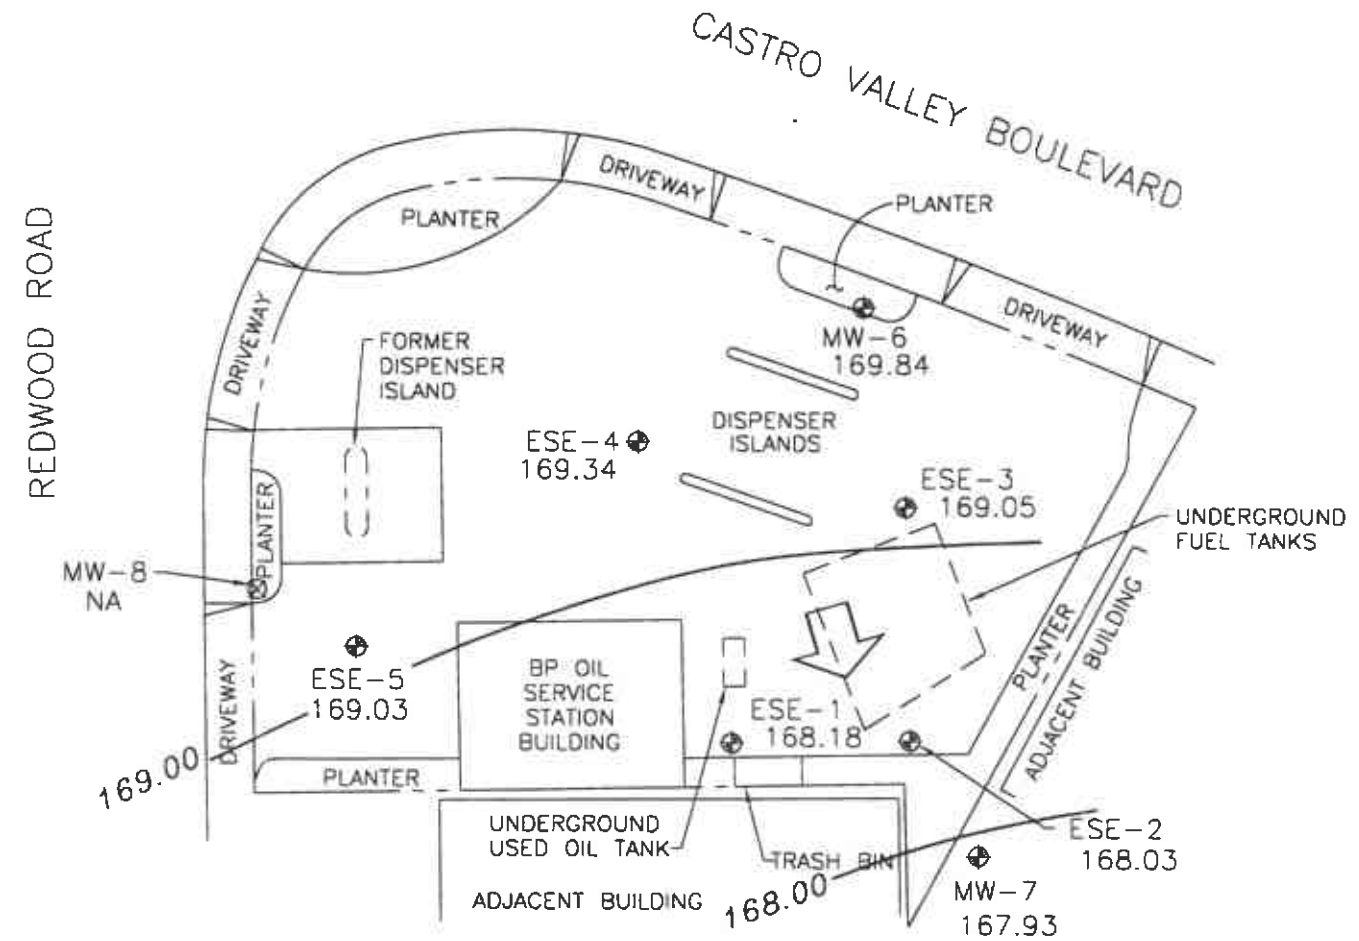 CASTRO VALLEY BOULEVARD
REDWOOD ROAD
DRIVEWAY
PLANTER
PLANTER
DRIVEWAY
DRIVEWAY
FORMER
DISPENSER
ISLAND
MW-6
169.84
DISPENSER
ISLANDS
ESE-4
169.34
ESE-3
169.05
UNDERGROUND
FUEL TANKS
PLANTER
MW-8
NA
ESE-5
169.03
BP OIL
SERVICE
STATION
BUILDING
ESE-1
168.18
PLANTER
ADJACENT BUILDING
DRIVEWAY
169.00
PLANTER
UNDERGROUND
USED OIL TANK
TRASH BIN
ESE-2
168.03
ADJACENT BUILDING
168.00
MW-7
167.93